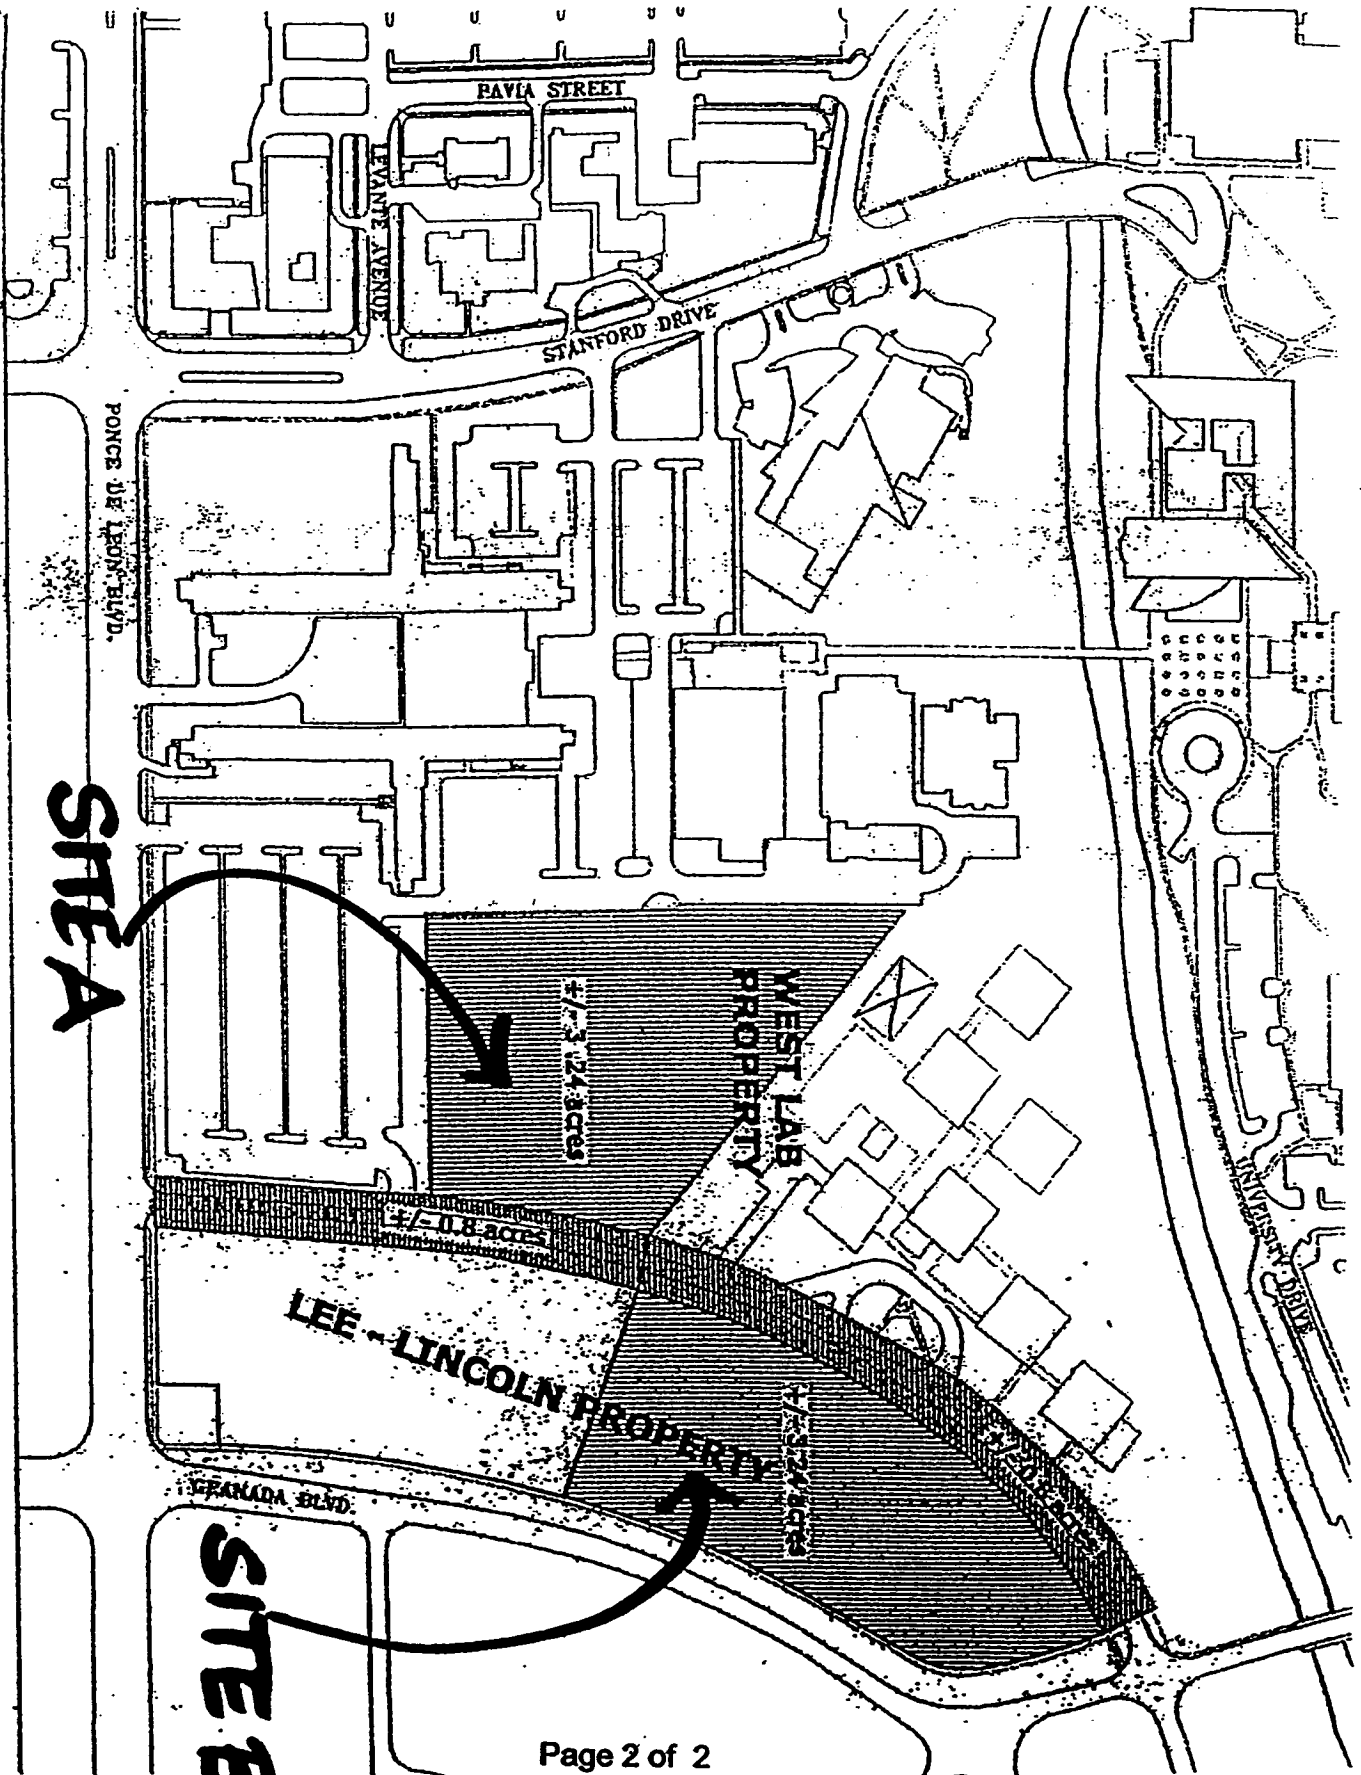 PAVIA STREET
LEVANTE AVENUE
STANFORD DRIVE
PONCE DE LEON BLVD.
SITE A
WEST LAB
PROPERTY
+/- 3.24 acres
+/- 0.8 acres
LEE - LINCOLN PROPERTY
+/- 3.24 acres
UNIVERSITY DRIVE
GRANADA BLVD.
SITE
Page 2 of 2